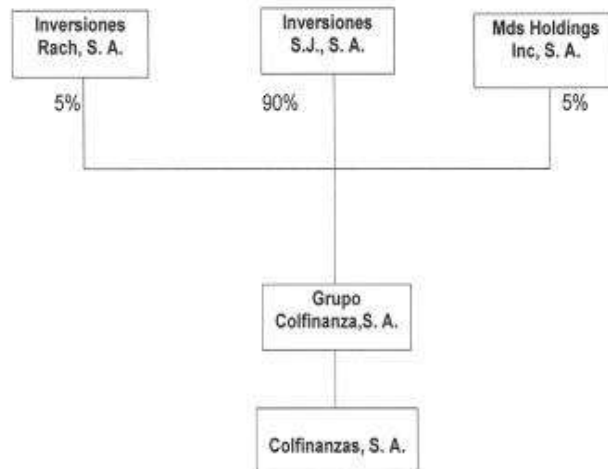 Inversiones
Rach, S. A.
Inversiones
S.J., S. A.
Mds Holdings
Inc, S. A.
5%
90%
5%
Grupo
Colfinanza,S. A.
Colfinanzas, S. A.